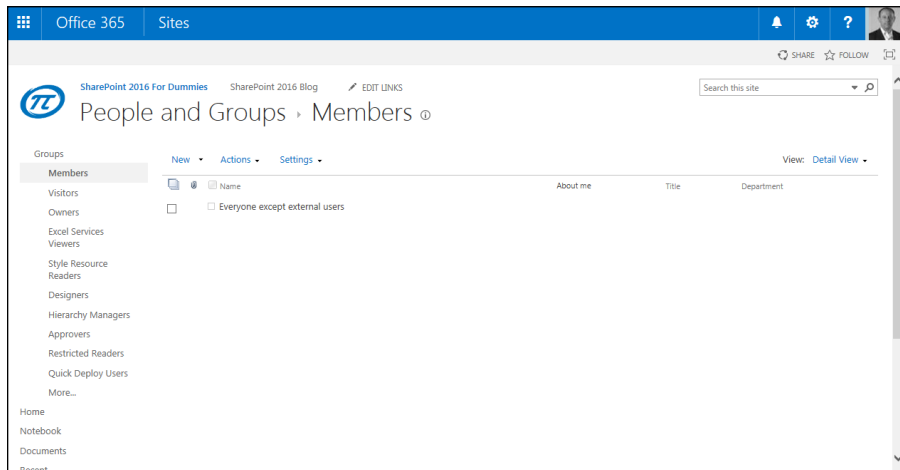 Office 365 Sites ?
SHARE FOLLOW
SharePoint 2016 For Dummies SharePoint 2016 Blog EDIT LINKS
Search this site
π
People and Groups Members
Groups
New Actions Settings
View: Detail View
Members
Name About me Title Department
Visitors
Everyone except external users
Owners
Excel Services
Viewers
Style Resource
Readers
Designers
Hierarchy Managers
Approvers
Restricted Readers
Quick Deploy Users
More...
Home
Notebook
Documents
Recent